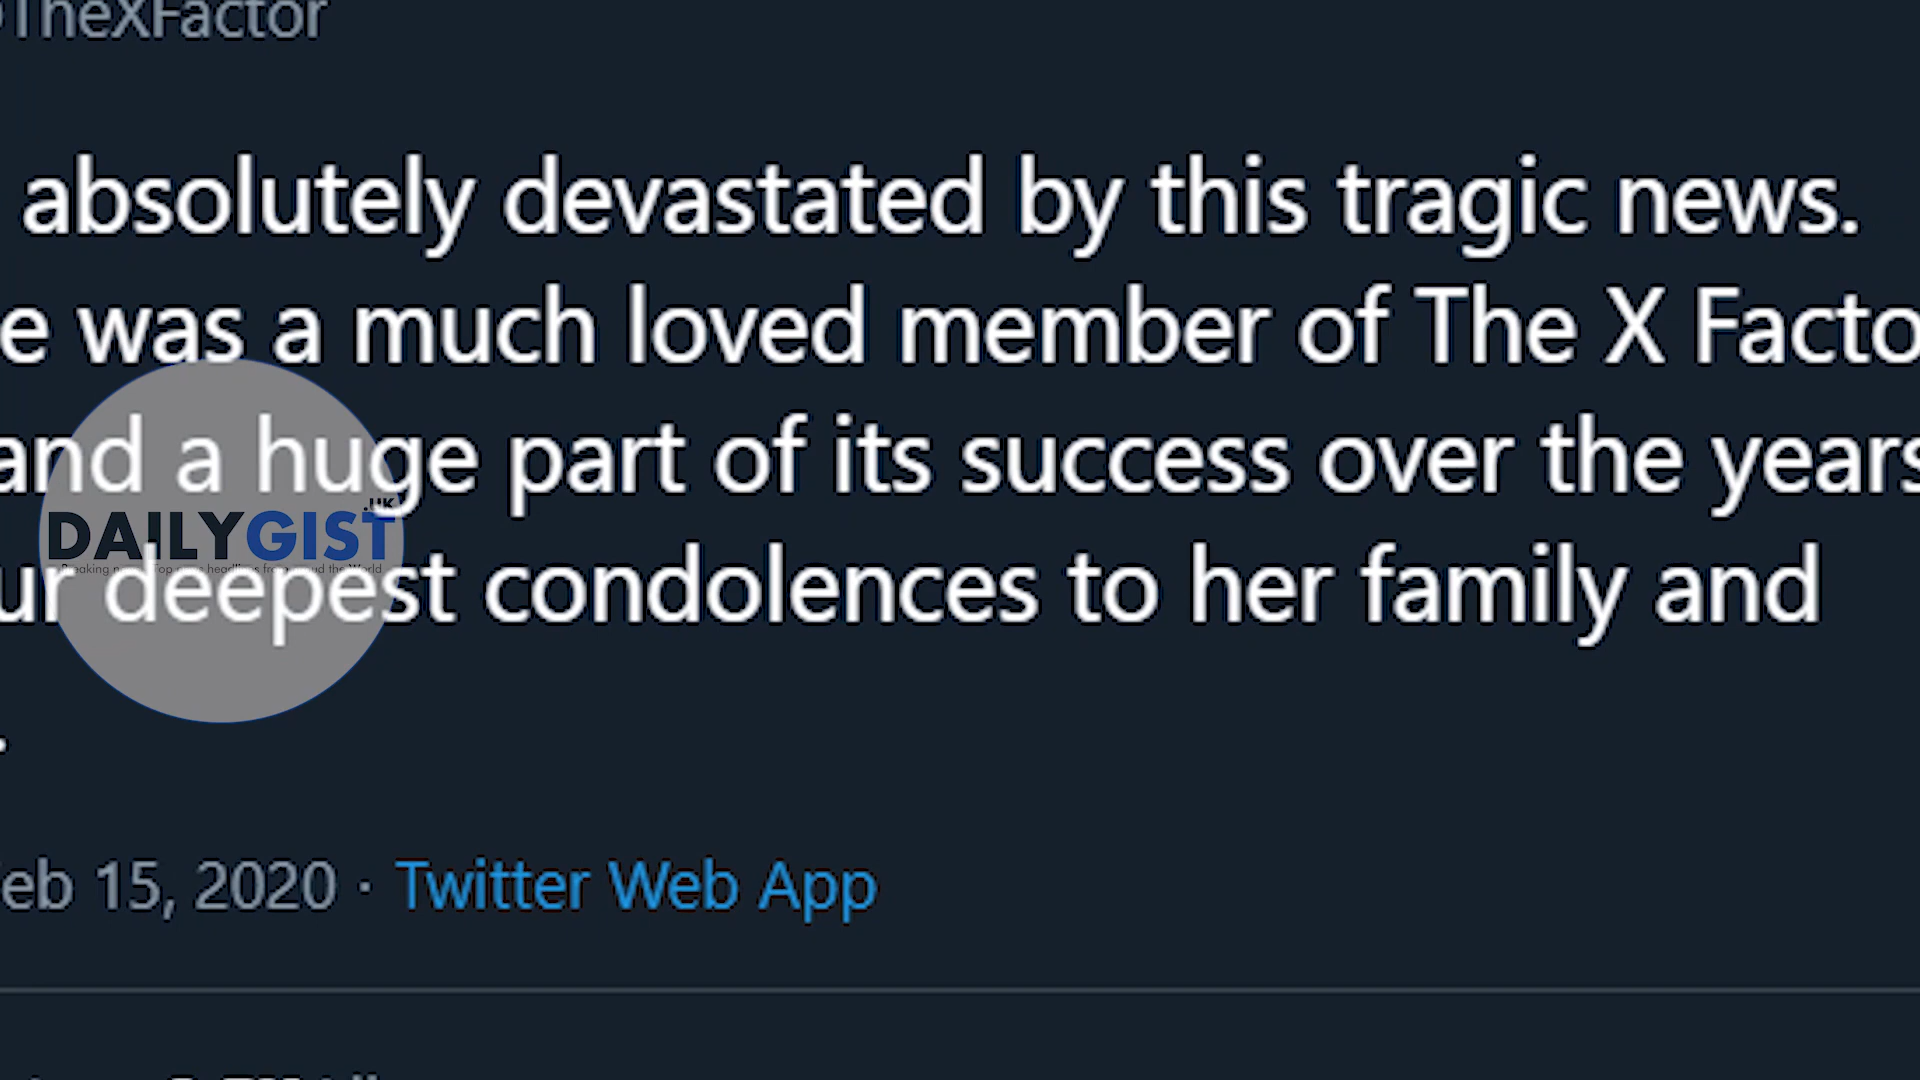 TheXFactor
absolutely devastated by this tragic news.
e was a much loved member of The X Facto
and a huge part of its success over the years
.UK
DAILYGIST
ur deepest condolences to her family and
.
eb 15, 2020 · Twitter Web App